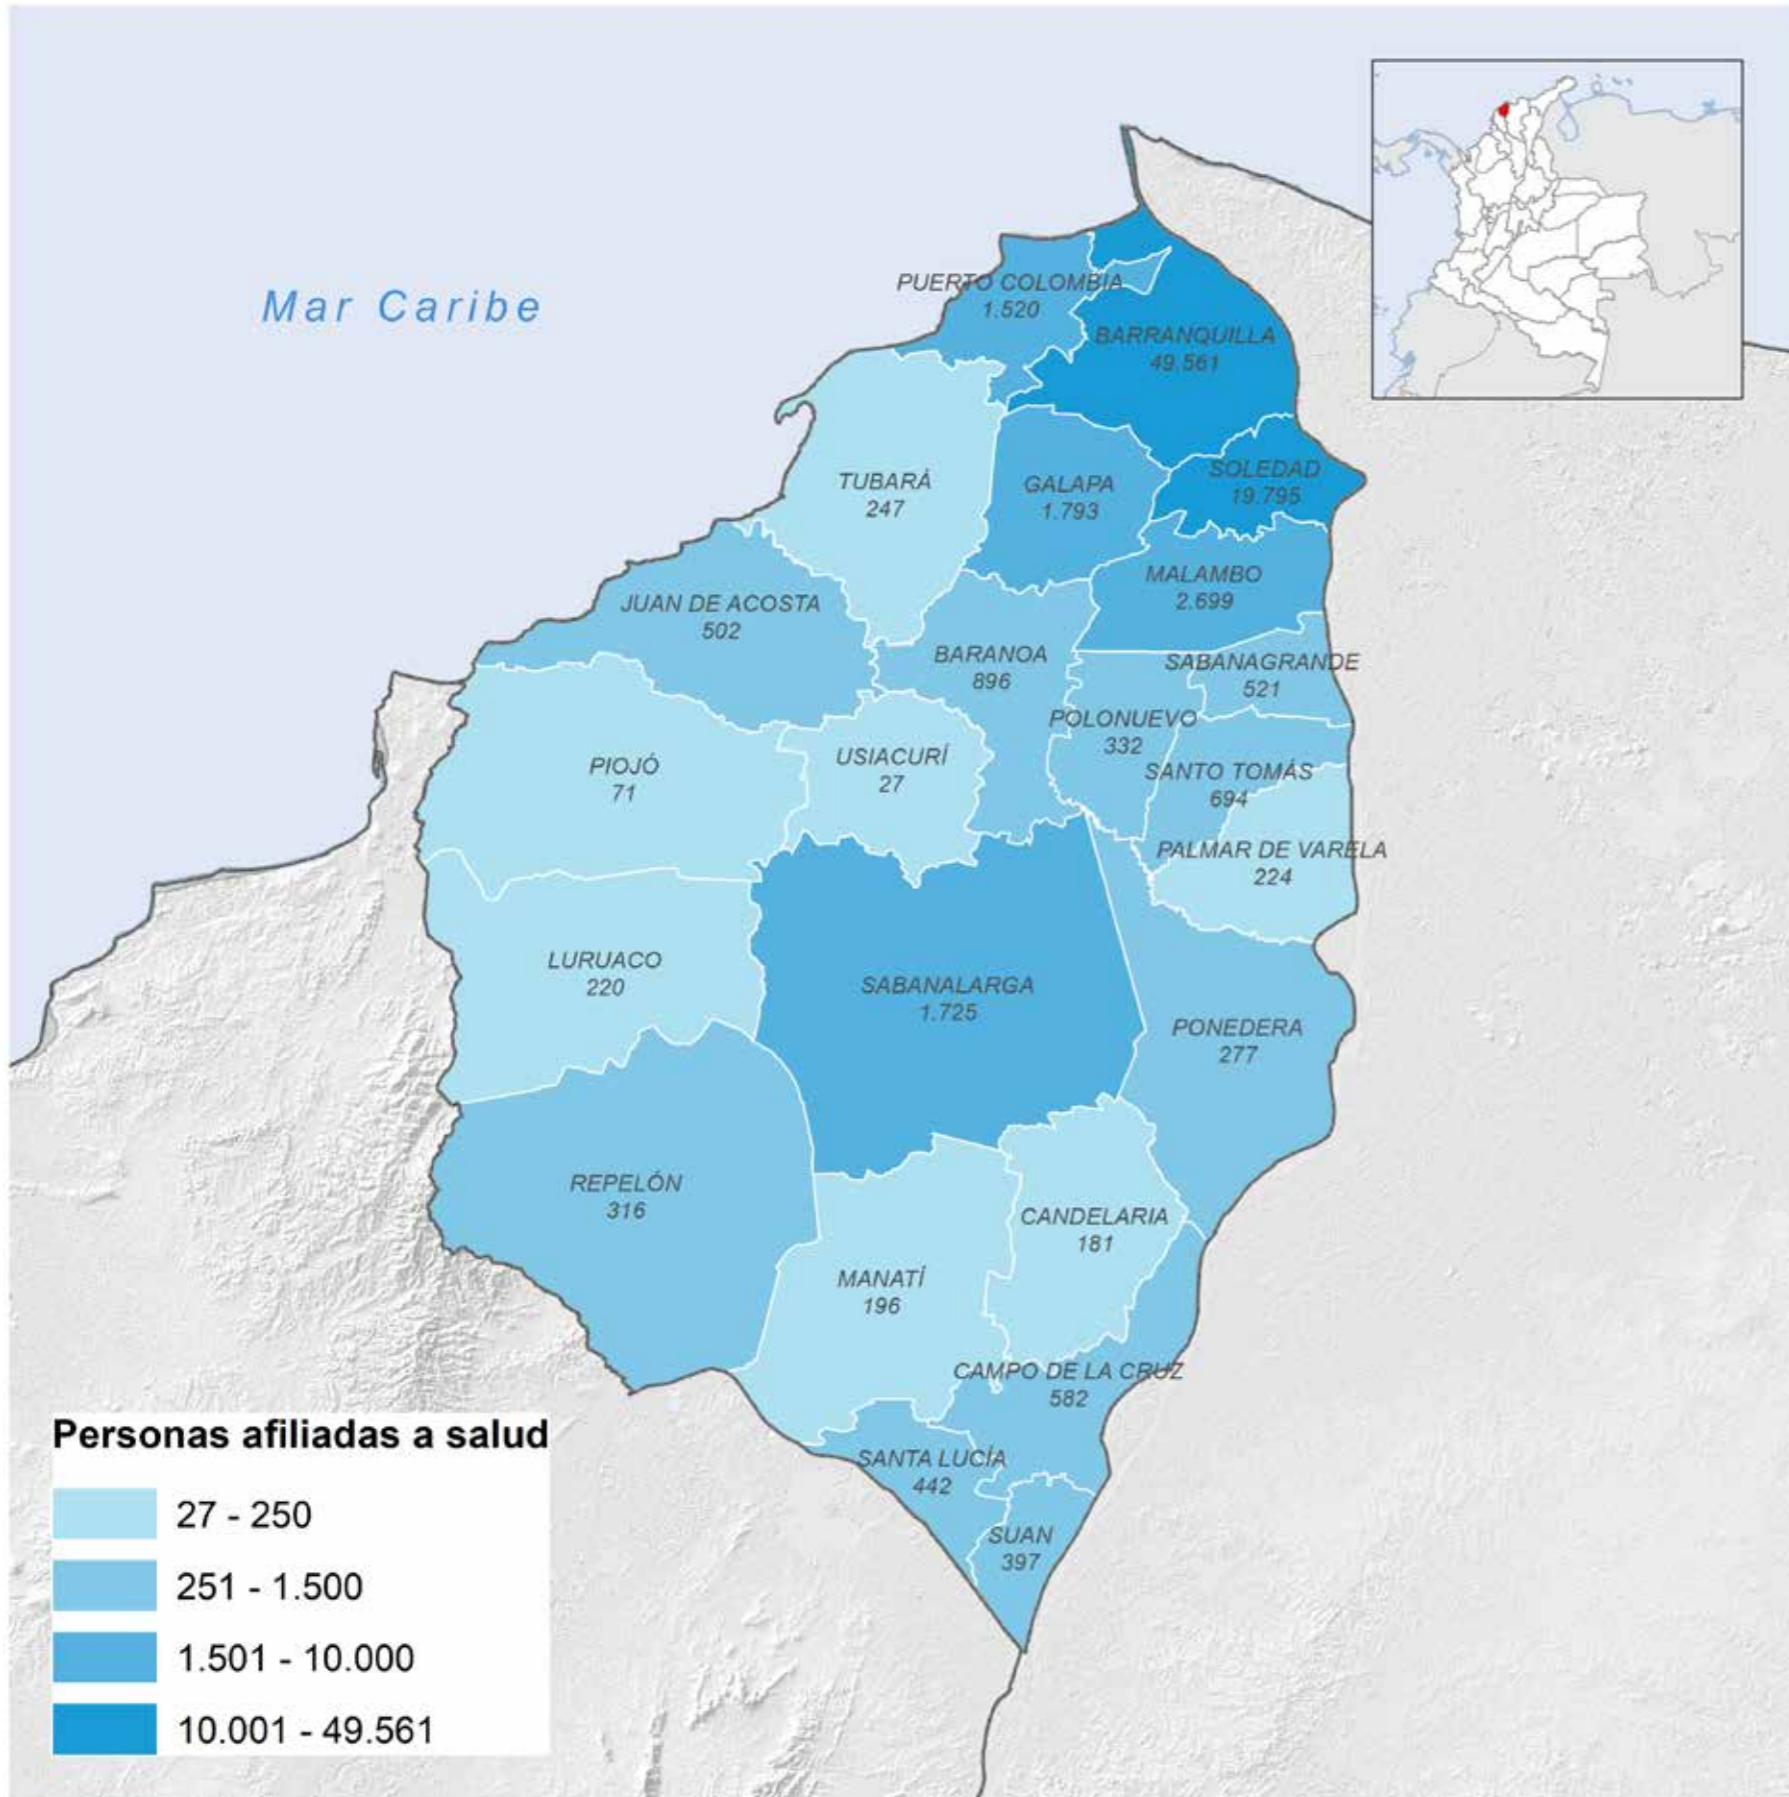 Mar Caribe
PUERTO COLOMBIA
1.520
BARRANQUILLA
49.561
TUBARÁ
247
GALAPA
1.793
SOLEDAD
19.795
MALAMBO
2.699
JUAN DE ACOSTA
502
BARANOA
896
SABANAGRANDE
521
POLONUEVO
332
PIOJÓ
71
USIACURÍ
27
SANTO TOMÁS
694
PALMAR DE VARELA
224
LURUACO
220
SABANALARGA
1.725
PONEDERA
277
REPELÓN
316
CANDELARIA
181
MANATÍ
196
CAMPO DE LA CRUZ
582
SANTA LUCÍA
442
SUAN
397
Personas afiliadas a salud
27 - 250
251 - 1.500
1.501 - 10.000
10.001 - 49.561